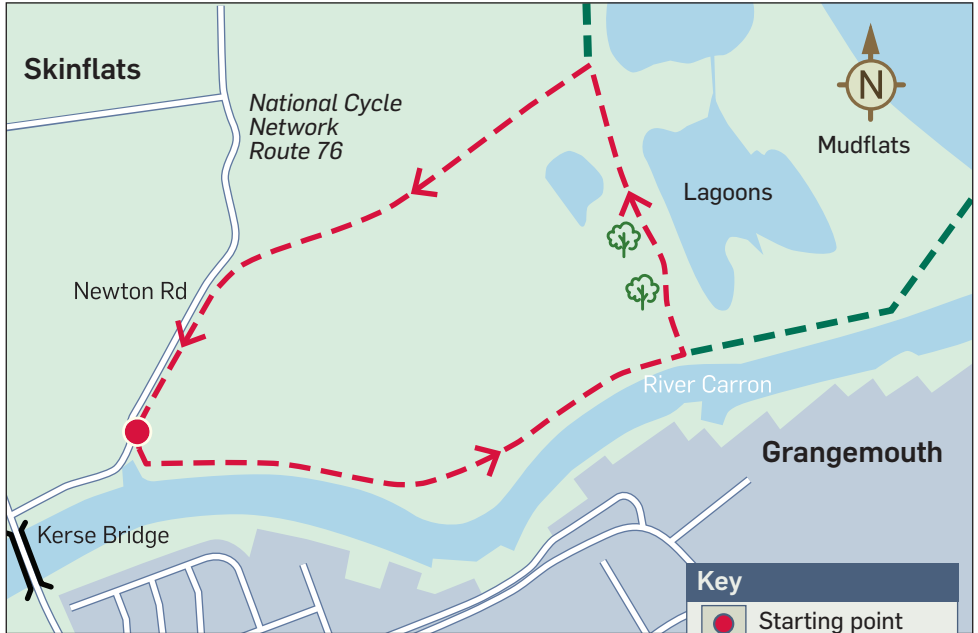 Skinflats
National Cycle
Network
Route 76
N
Mudflats
Lagoons
Newton Rd
River Carron
Grangemouth
Kerse Bridge
Key
Starting point